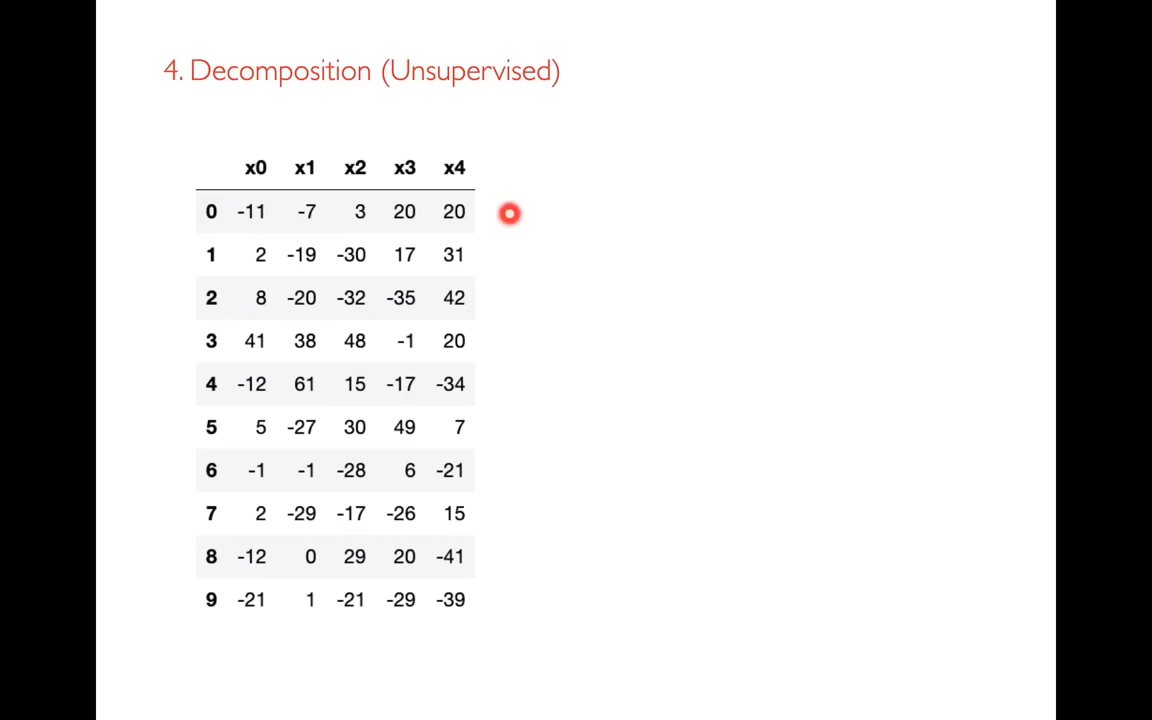 4. Decomposition (Unsupervised)
x0 x1 x2 x3 x4
0 -11 -7 3 20 20
1 2 -19 -30 17 31
2 8 -20 -32 -35 42
3 41 38 48 -1 20
4 -12 61 15 -17 -34
5 5 -27 30 49 7
6 -1 -1 -28 6 -21
7 2 -29 -17 -26 15
8 -12 0 29 20 -41
9 -21 1 -21 -29 -39